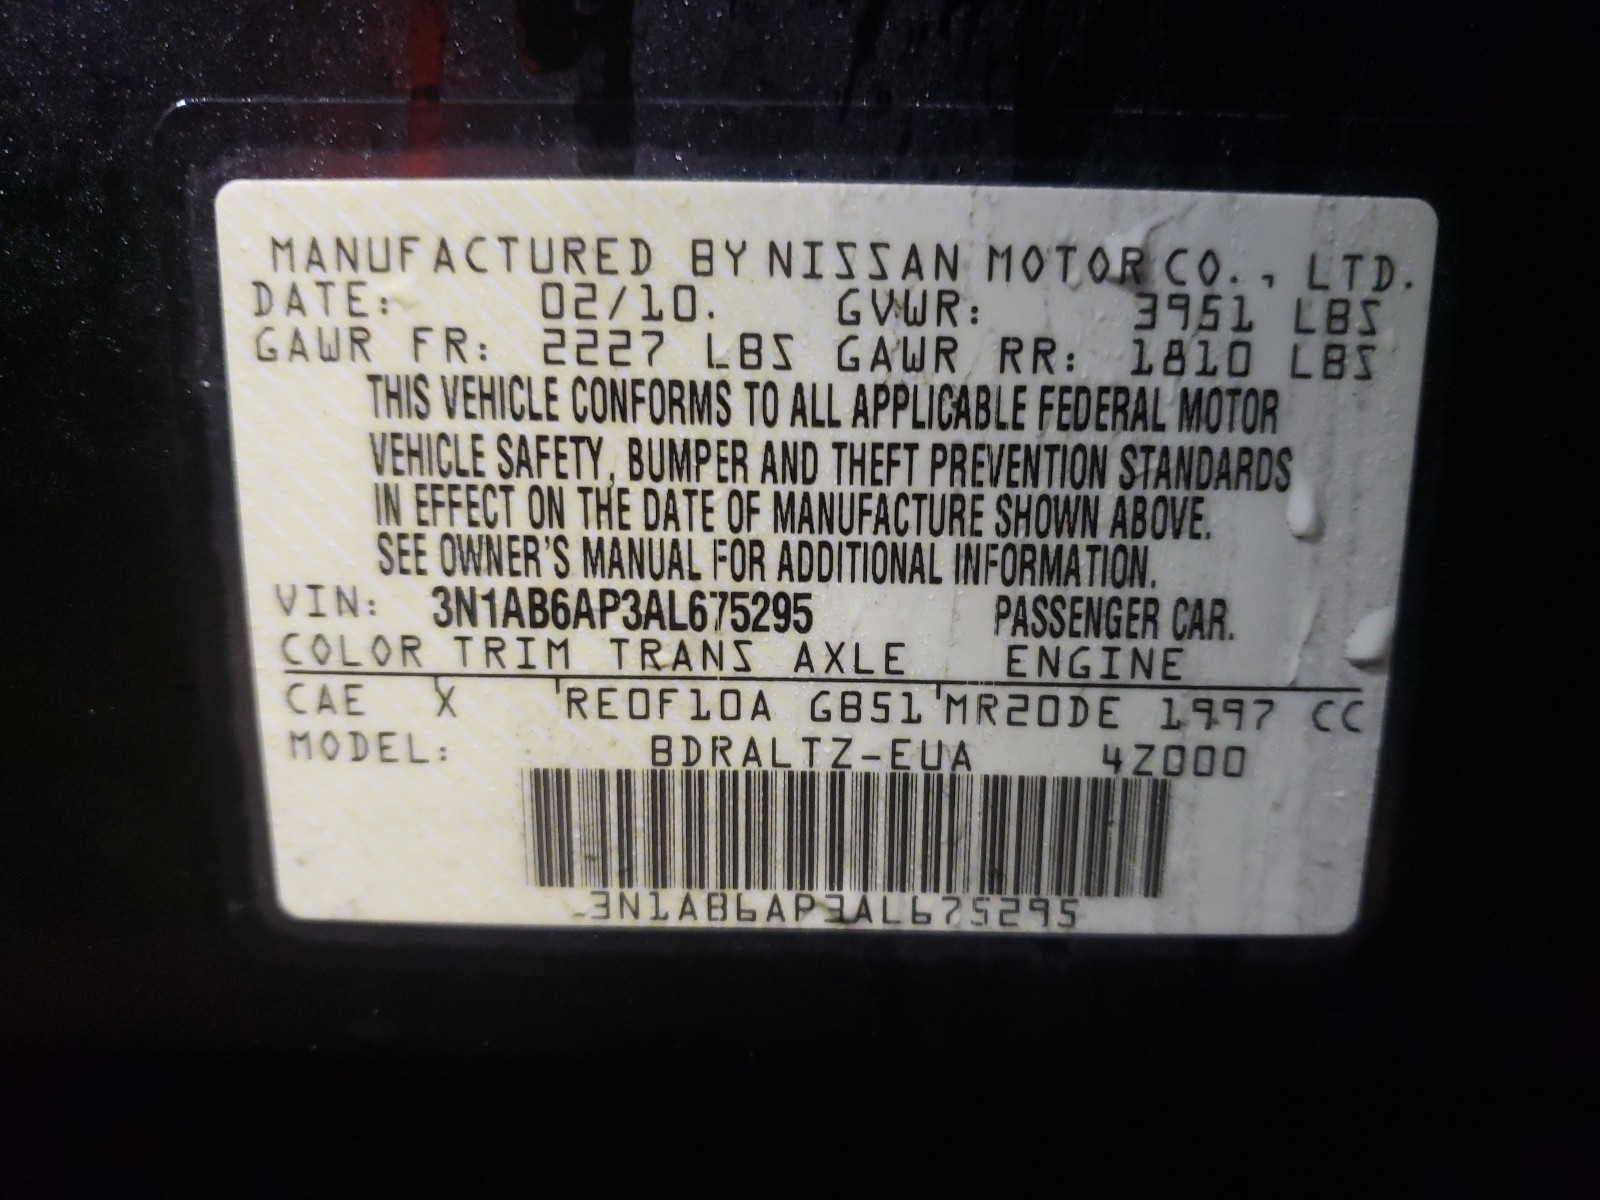 MANUFACTURED BY NISSAN MOTOR CO., LTD.
DATE: 02/10. GVWR: 3951 LBS
GAWR FR: 2227 LBS GAWR RR: 1810 LBS
THIS VEHICLE CONFORMS TO ALL APPLICABLE FEDERAL MOTOR
VEHICLE SAFETY, BUMPER AND THEFT PREVENTION STANDARDS
IN EFFECT ON THE DATE OF MANUFACTURE SHOWN ABOVE.
SEE OWNER'S MANUAL FOR ADDITIONAL INFORMATION.
VIN: 3N1AB6AP3AL675295 PASSENGER CAR.
COLOR TRIM TRANS AXLE ENGINE
CAE X RE0F10A GB51 MR20DE 1997 CC
MODEL: BDRALTZ-EUA 4Z000
3N1AB6AP3AL675295